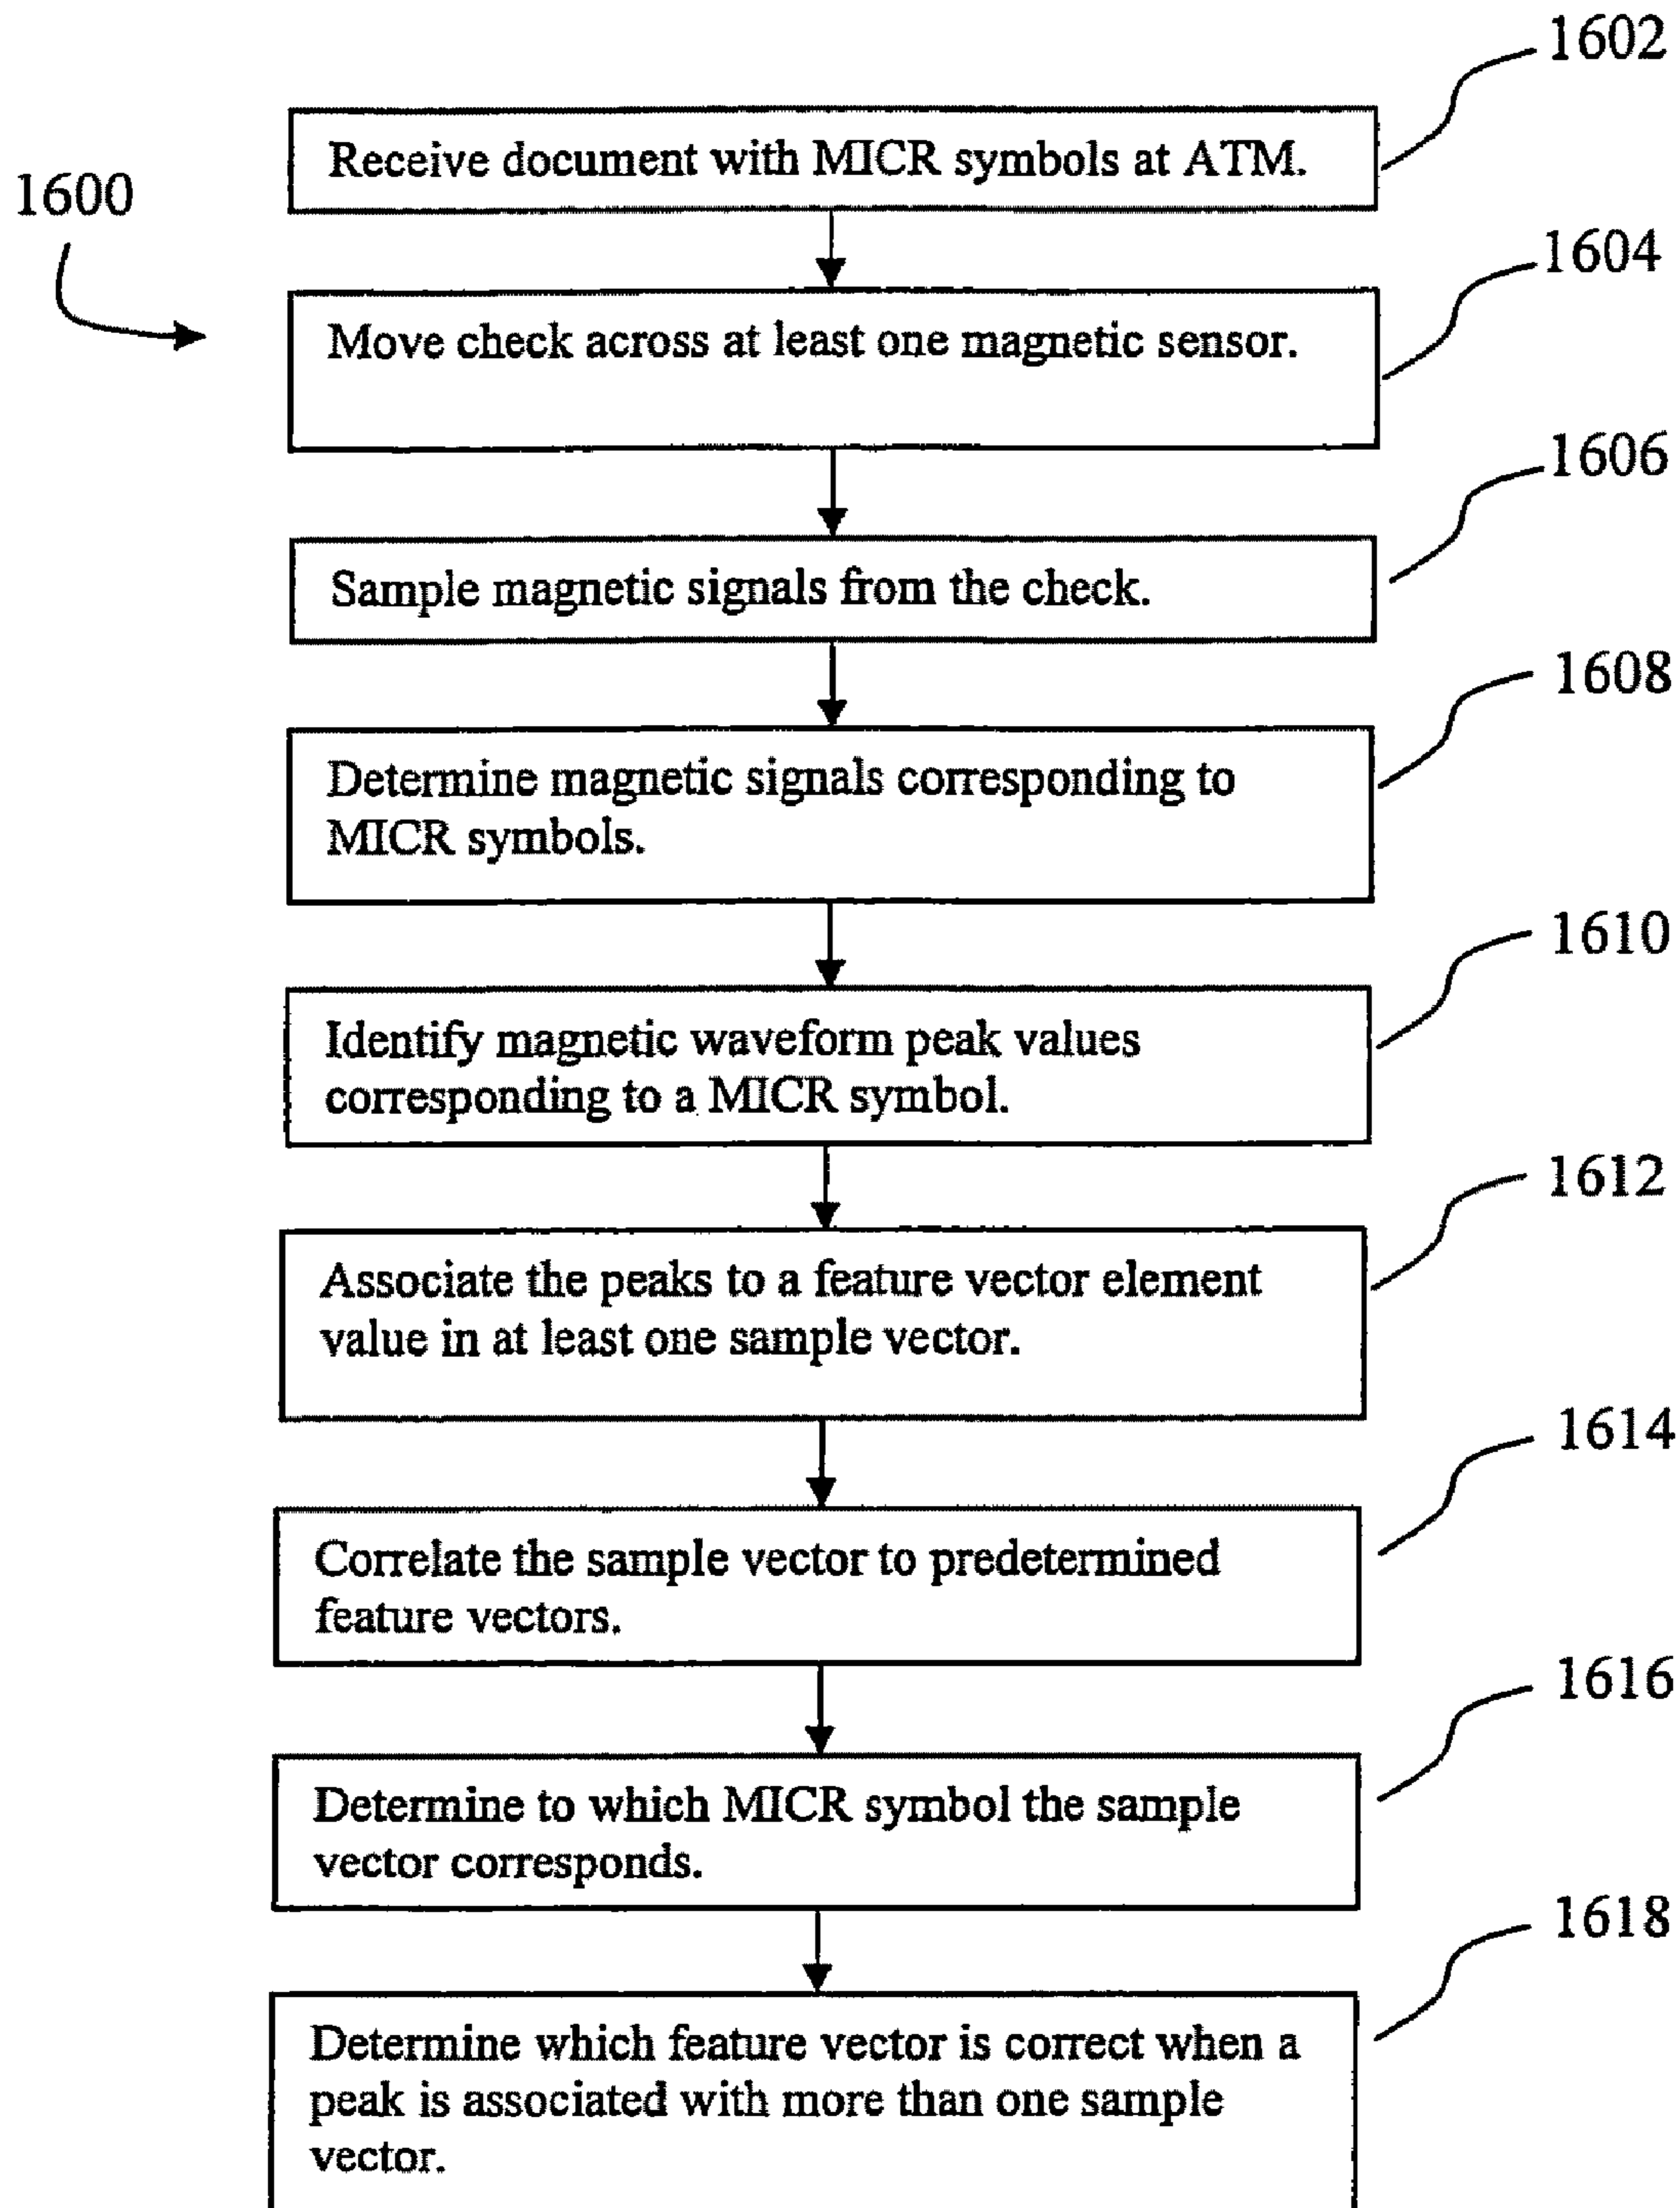 1602
Receive document with MICR symbols at ATM.
1600
1604
Move check across at least one magnetic sensor.
1606
Sample magnetic signals from the check.
1608
Determine magnetic signals corresponding to
MICR symbols.
1610
Identify magnetic waveform peak values
corresponding to a MICR symbol.
1612
Associate the peaks to a feature vector element
value in at least one sample vector.
1614
Correlate the sample vector to predetermined
feature vectors.
1616
Determine to which MICR symbol the sample
vector corresponds.
1618
Determine which feature vector is correct when a
peak is associated with more than one sample
vector.